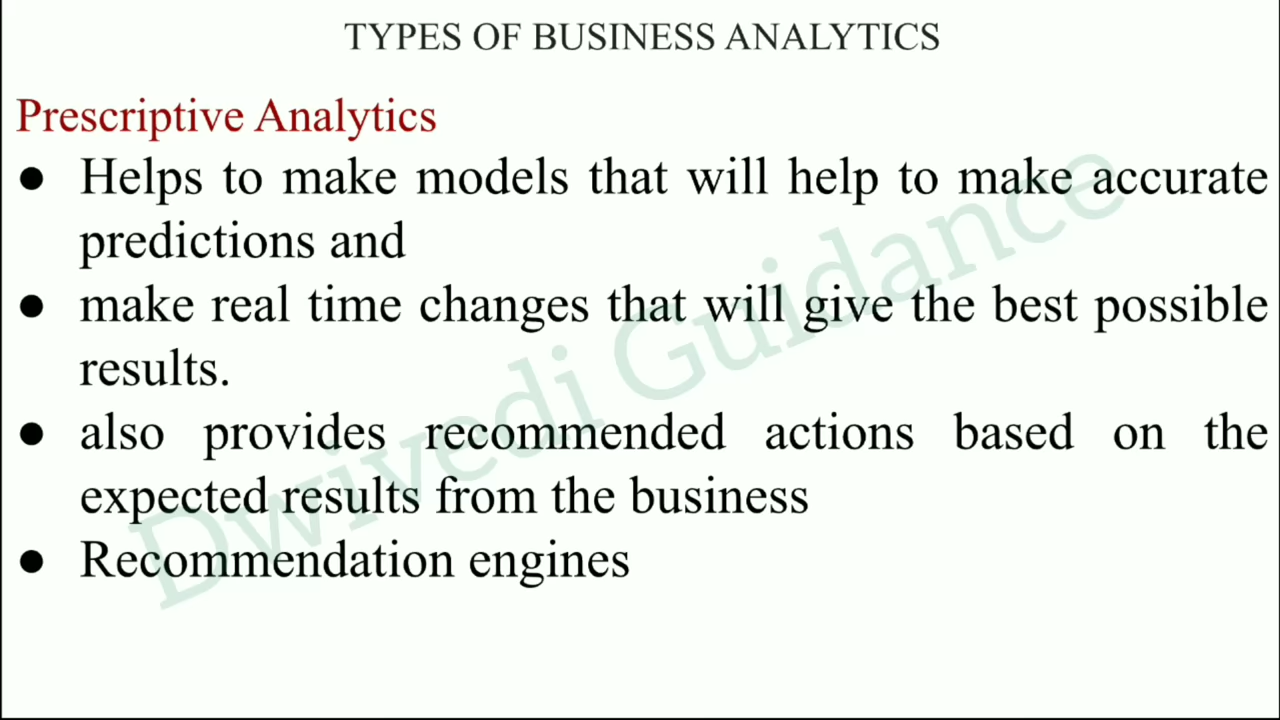 TYPES OF BUSINESS ANALYTICS
Prescriptive Analytics
● Helps to make models that will help to make accurate
predictions and
● make real time changes that will give the best possible
results.
● also provides recommended actions based on the
expected results from the business
● Recommendation engines
Dwivedi Guidance